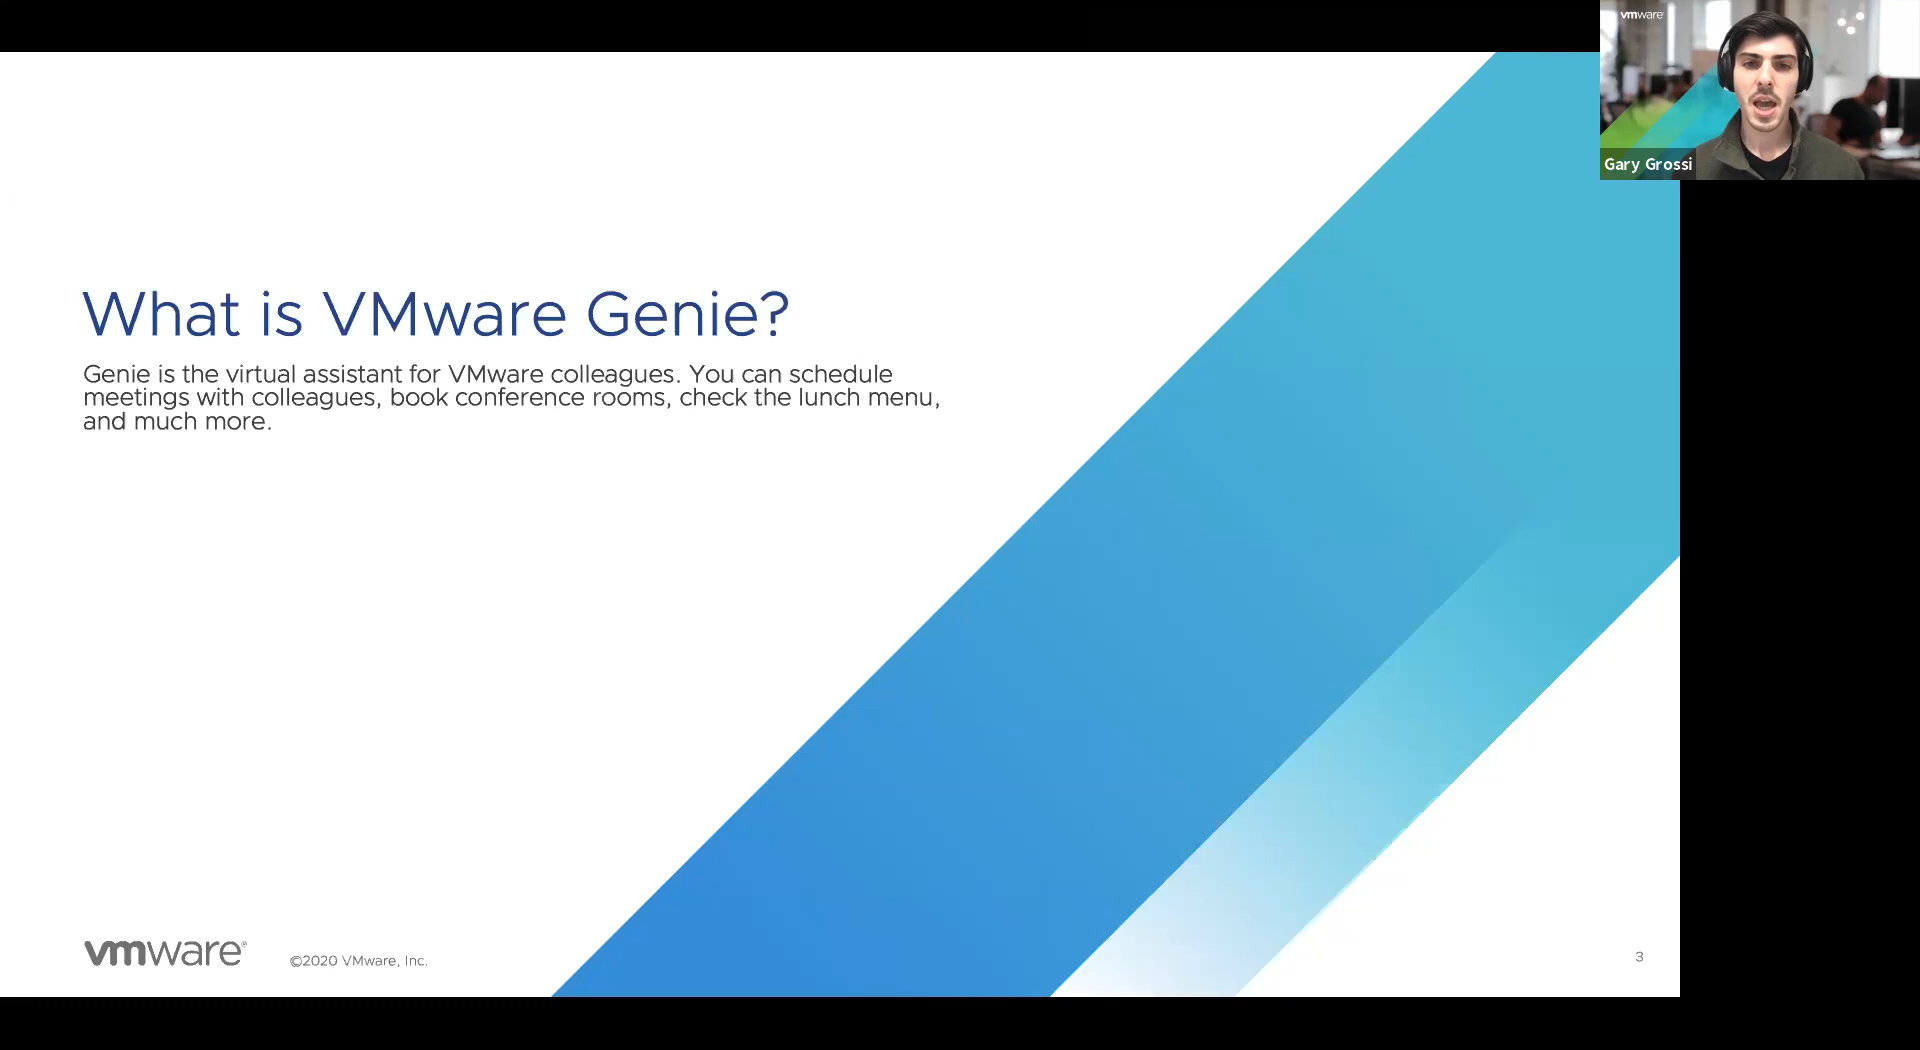 vmware
Gary Grossi
What is VMware Genie?
Genie is the virtual assistant for VMware colleagues. You can schedule
meetings with colleagues, book conference rooms, check the lunch menu,
and much more.
vmware®
©2020 VMware, Inc.
3